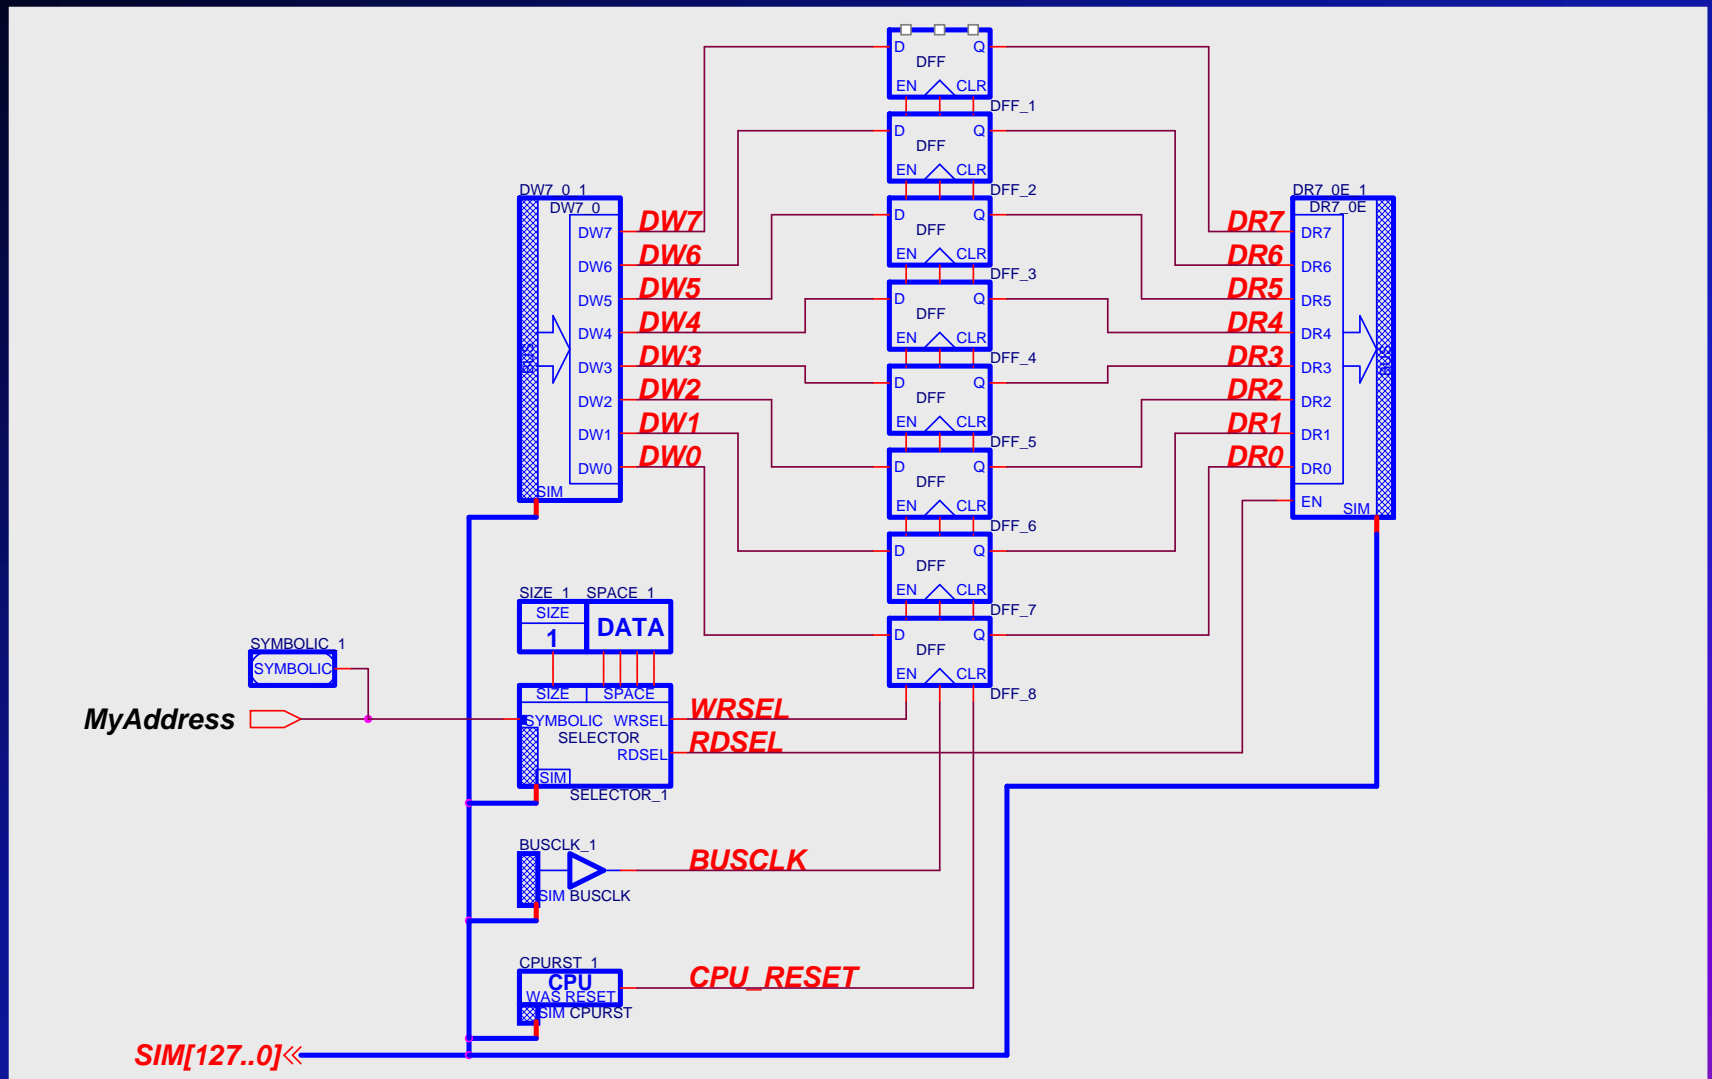 D Q
DFF
EN CLR
DFF_1
D Q
DFF
EN CLR
DFF_2
D Q
DFF
EN CLR
DFF_3
D Q
DFF
EN CLR
DFF_4
D Q
DFF
EN CLR
DFF_5
D Q
DFF
EN CLR
DFF_6
D Q
DFF
EN CLR
DFF_7
D Q
DFF
EN CLR
DFF_8
DW7_0_1
DW7_0
DW7 DW7
DW6 DW6
DW5 DW5
DW4 DW4
DW3 DW3
DW2 DW2
DW1 DW1
DW0 DW0
BUS
SIM
DR7_0E_1
DR7_0E
DR7 DR7
DR6 DR6
DR5 DR5
DR4 DR4
DR3 DR3
DR2 DR2
DR1 DR1
DR0 DR0
EN
BUS
SIM
SIZE_1 SPACE_1
SIZE
1 DATA
SYMBOLIC_1
SYMBOLIC
MyAddress
SIZE SPACE
SYMBOLIC WRSEL WRSEL
SELECTOR
RDSEL RDSEL
SIM
SELECTOR_1
BUSCLK_1
BUSCLK
SIM BUSCLK
CPURST_1
CPU
WAS RESET
CPU_RESET
SIM CPURST
SIM[127..0]